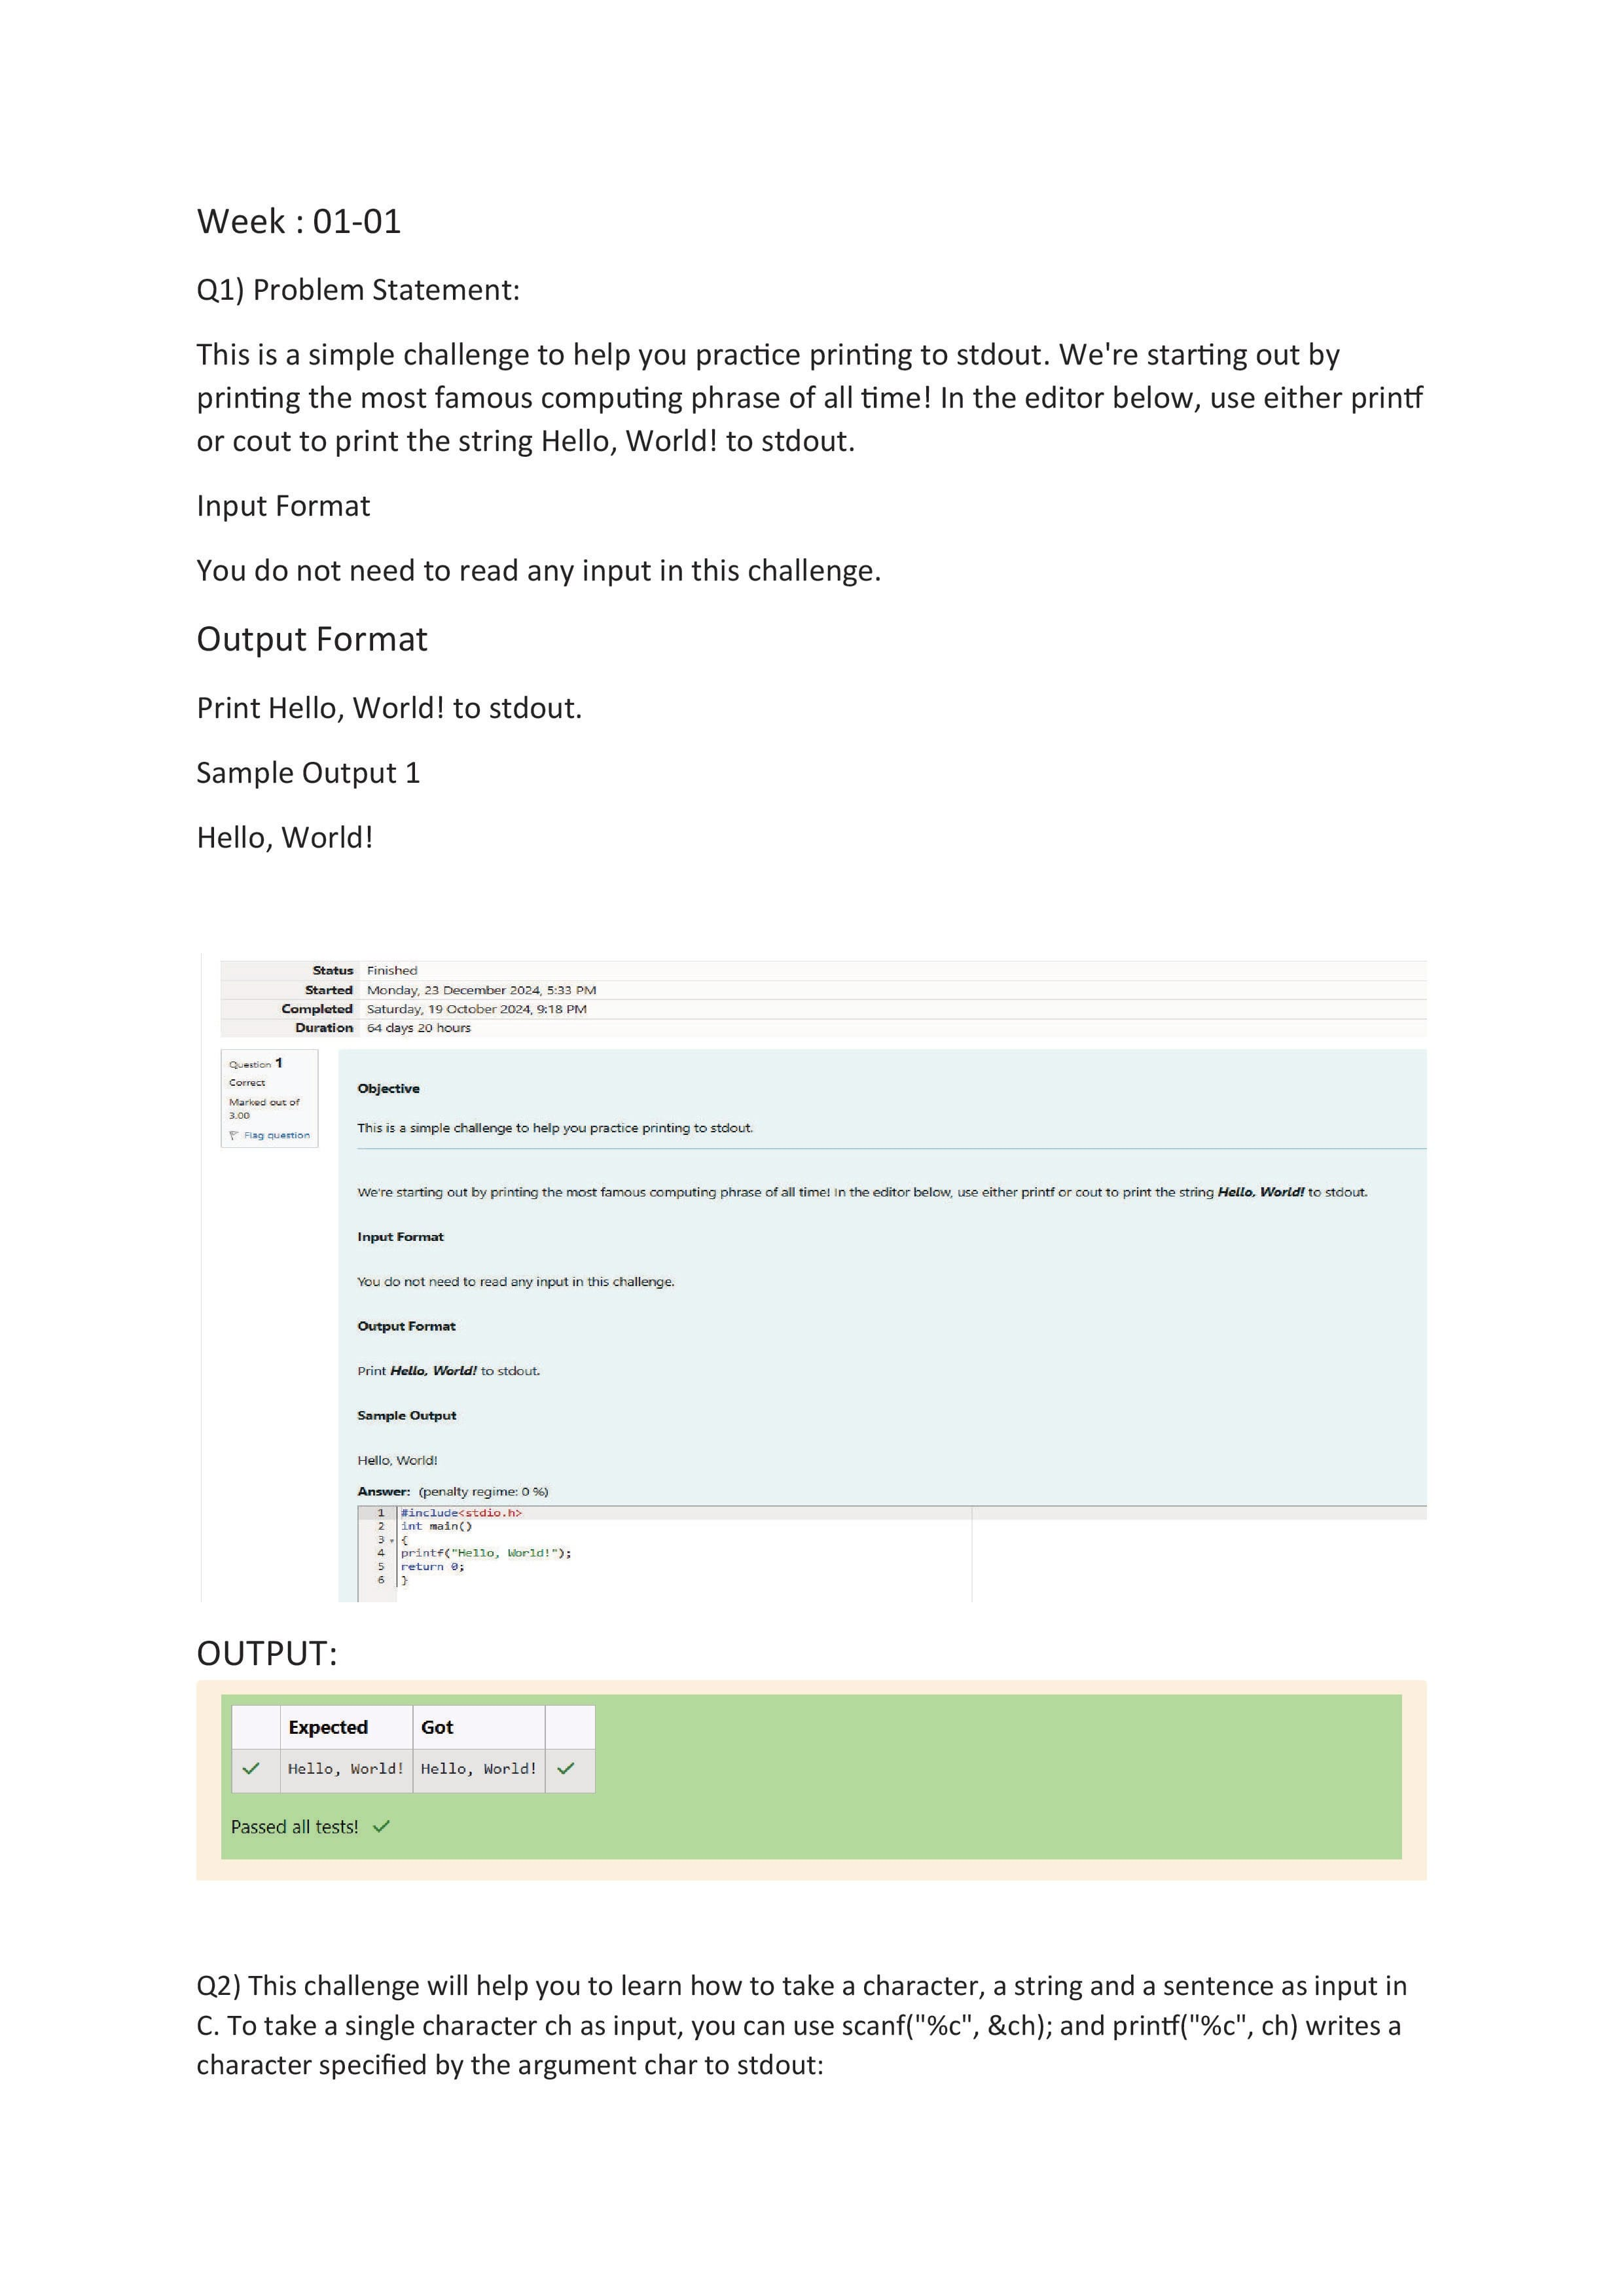 Week : 01-01
Q1) Problem Statement:
This is a simple challenge to help you practice printing to stdout. We're starting out by
printing the most famous computing phrase of all time! In the editor below, use either printf
or cout to print the string Hello, World! to stdout.
Input Format
You do not need to read any input in this challenge.
Output Format
Print Hello, World! to stdout.
Sample Output 1
Hello, World!
Status Finished
Started Monday, 23 December 2024, 5:33 PM
Completed Saturday, 19 October 2024, 9:18 PM
Duration 64 days 20 hours
Question 1
Correct
Marked out of
3.00
Flag question
Objective
This is a simple challenge to help you practice printing to stdout.
We're starting out by printing the most famous computing phrase of all time! In the editor below, use either printf or cout to print the string Hello, World! to stdout.
Input Format
You do not need to read any input in this challenge.
Output Format
Print Hello, World! to stdout.
Sample Output
Hello, World!
Answer: (penalty regime: 0 %)
1 #include<stdio.h>
2 int main()
3 {
4 printf("Hello, World!");
5 return 0;
6 }
OUTPUT:
Expected Got
Hello, World! Hello, World!
Passed all tests!
Q2) This challenge will help you to learn how to take a character, a string and a sentence as input in
C. To take a single character ch as input, you can use scanf("%c", &ch); and printf("%c", ch) writes a
character specified by the argument char to stdout: